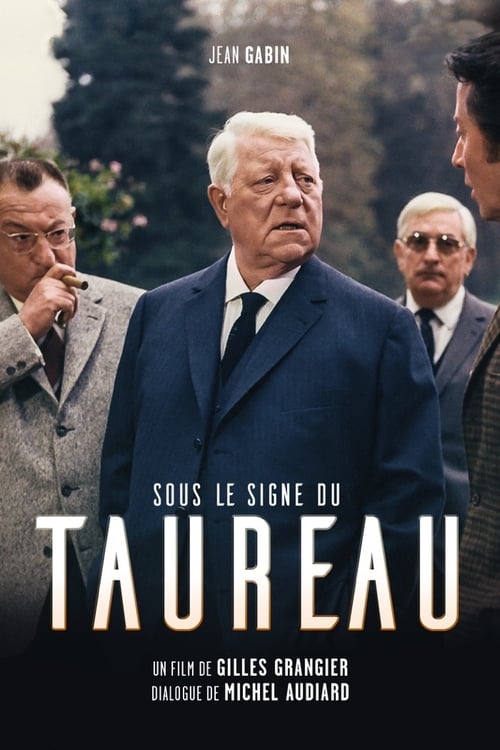 JEAN GABIN
SOUS LE SIGNE DU
TAUREAU
UN FILM DE GILLES GRANGIER
DIALOGUE DE MICHEL AUDIARD